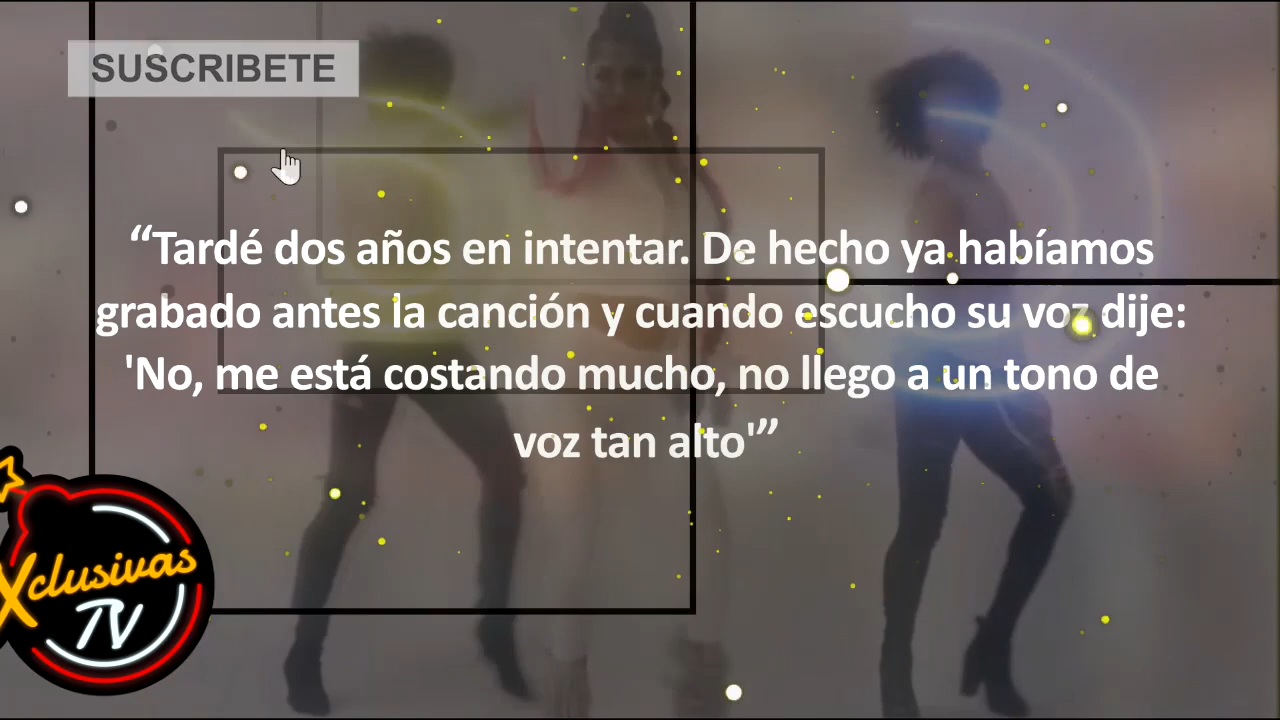 SUSCRIBETE
“Tardé dos años en intentar. De hecho ya habíamos
grabado antes la canción y cuando escucho su voz dije:
'No, me está costando mucho, no llego a un tono de
voz tan alto'”
Xclusivas
TV